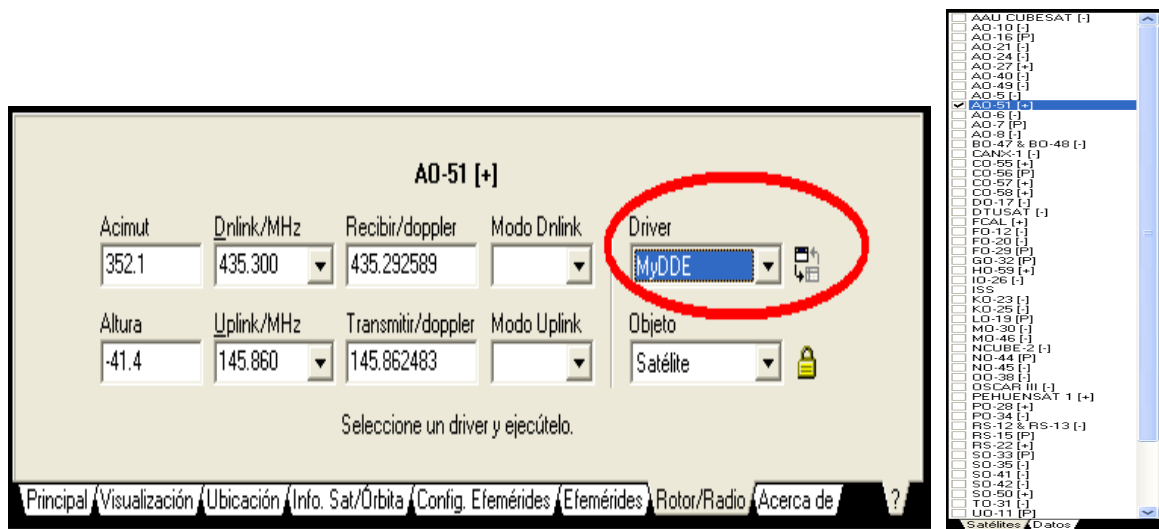 AO-51 [+]
Acimut Dnlink/MHz Recibir/doppler Modo Dnlink Driver
352.1 435.300 435.292589 MyDDE
Altura Uplink/MHz Transmitir/doppler Modo Uplink Objeto
-41.4 145.860 145.862483 Satélite
Seleccione un driver y ejecútelo.
Principal Visualización Ubicación Info. Sat/Órbita Config. Efemérides Efemérides Rotor/Radio Acerca de ?
AAU CUBESAT [-]
AO-10 [-]
AO-16 [P]
AO-21 [-]
AO-24 [-]
AO-27 [+]
AO-40 [-]
AO-49 [-]
AO-5 [-]
AO-51 [+]
AO-6 [-]
AO-7 [P]
AO-8 [-]
BO-47 & BO-48 [-]
CANX-1 [-]
CO-55 [+]
CO-56 [P]
CO-57 [+]
CO-58 [+]
DO-17 [-]
DTUSAT [-]
FCAL [+]
FO-12 [-]
FO-20 [-]
FO-29 [P]
GO-32 [P]
HO-59 [+]
IO-26 [-]
ISS
KO-23 [-]
KO-25 [-]
LO-19 [P]
MO-30 [-]
MO-46 [-]
NCUBE-2 [-]
NO-44 [P]
NO-45 [-]
OO-38 [-]
OSCAR III [-]
PEHUENSAT 1 [+]
PO-28 [+]
PO-34 [-]
RS-12 & RS-13 [-]
RS-15 [P]
RS-22 [+]
SO-33 [P]
SO-35 [-]
SO-41 [-]
SO-42 [-]
SO-50 [+]
TO-31 [-]
UO-11 [P]
Satélites Datos